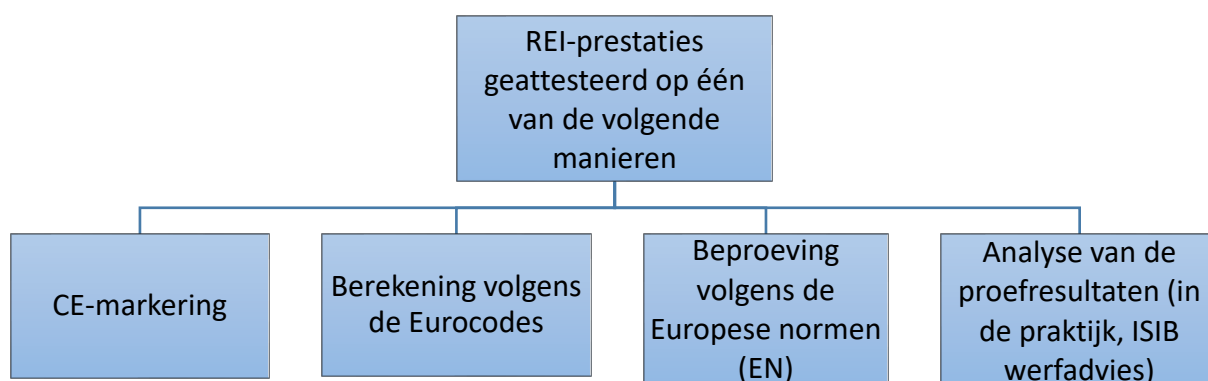 REI-prestaties
geattesteerd op één
van de volgende
manieren
CE-markering
Berekening volgens
de Eurocodes
Beproeving
volgens de
Europese normen
(EN)
Analyse van de
proefresultaten (in
de praktijk, ISIB
werfadvies)